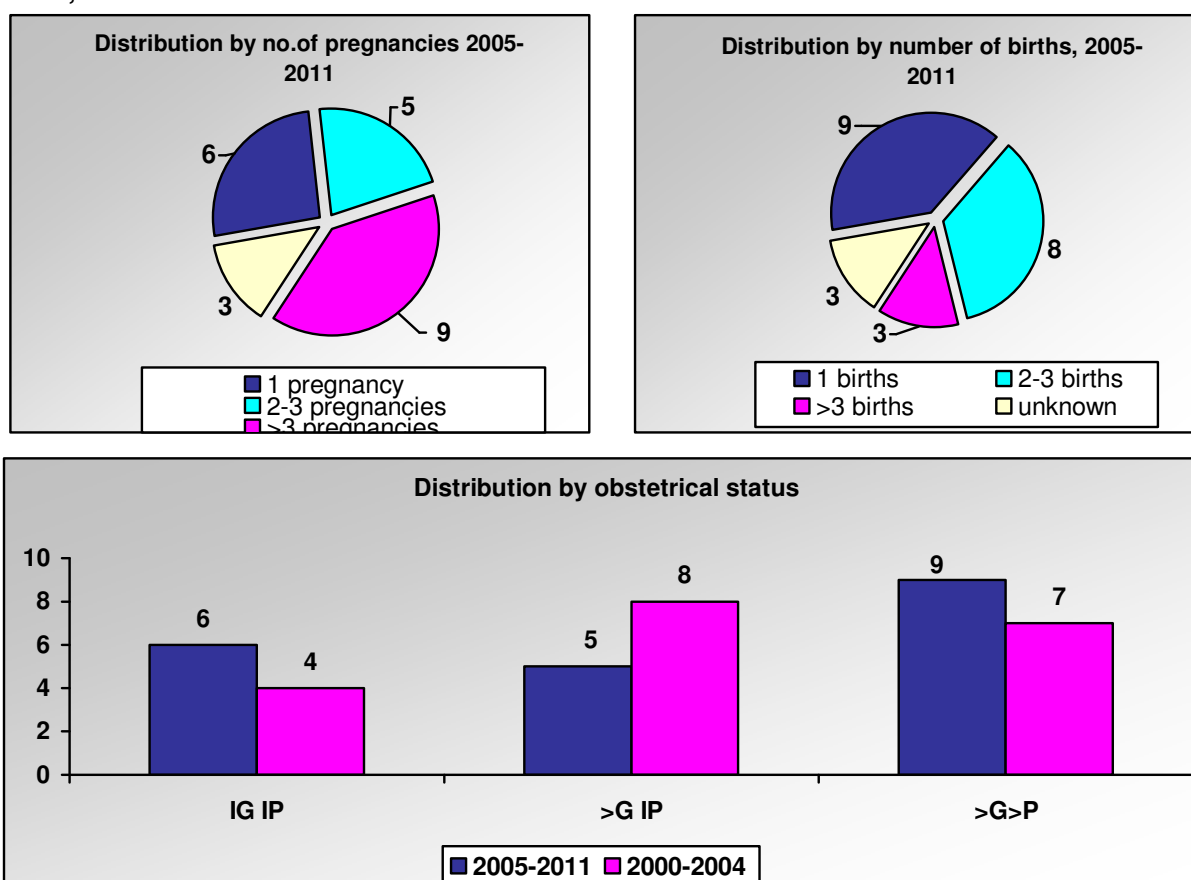 Distribution by no.of pregnancies 2005-
2011
5
6
3
9
1 pregnancy
2-3 pregnancies
>3 pregnancies
Distribution by number of births, 2005-
2011
9
8
3
3
1 births
2-3 births
>3 births
unknown
Distribution by obstetrical status
10
8
6
4
2
0
6
4
5
8
9
7
IG IP
>G IP
>G>P
2005-2011
2000-2004